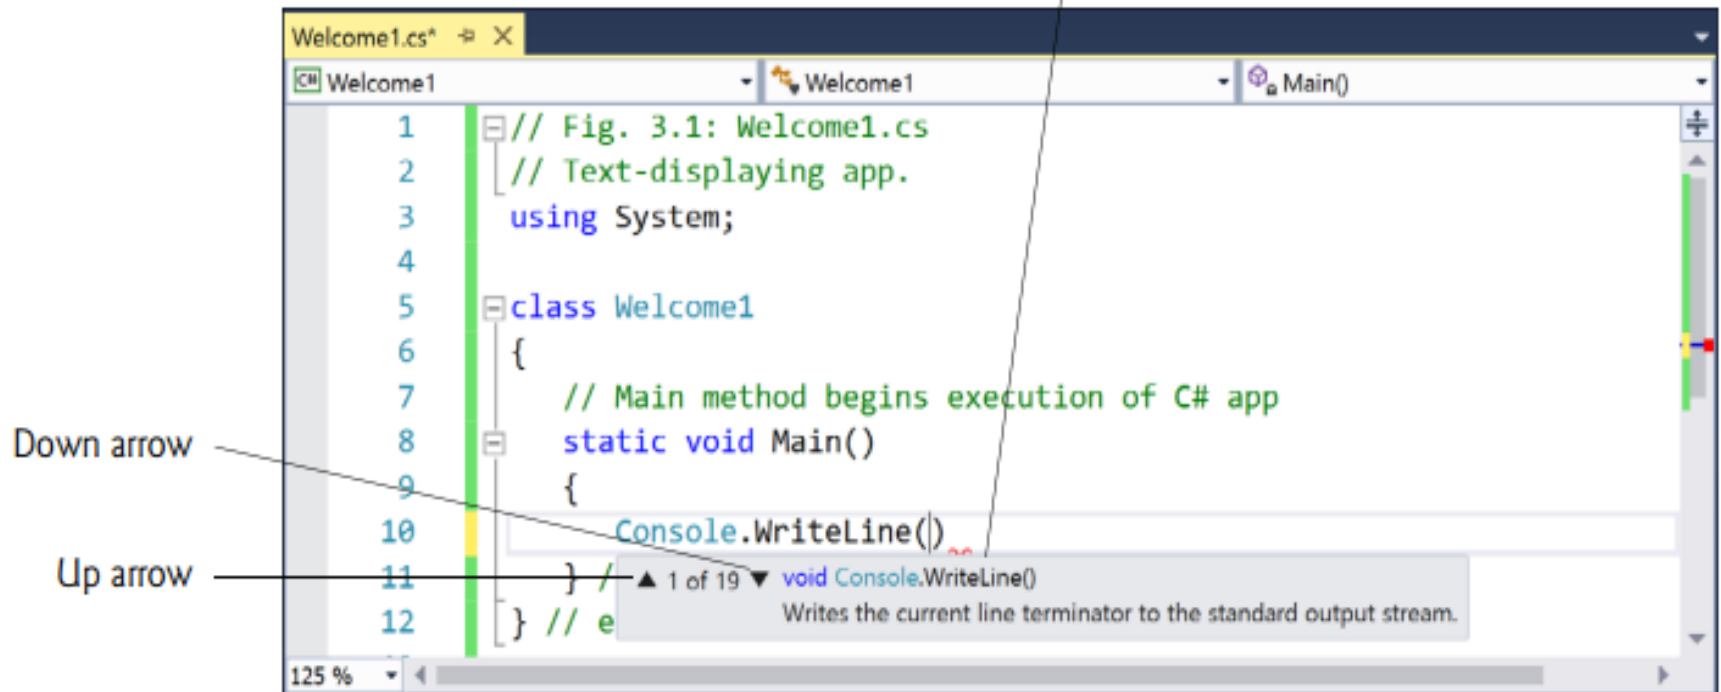 Welcome1.cs*
Welcome1 Welcome1 Main()
1 // Fig. 3.1: Welcome1.cs
2 // Text-displaying app.
3 using System;
4
5 class Welcome1
6 {
7 // Main method begins execution of C# app
Down arrow 8 static void Main()
9 {
10 Console.WriteLine()
Up arrow 11 } / ▲ 1 of 19 ▼ void Console.WriteLine()
12 } // e Writes the current line terminator to the standard output stream.
125 %